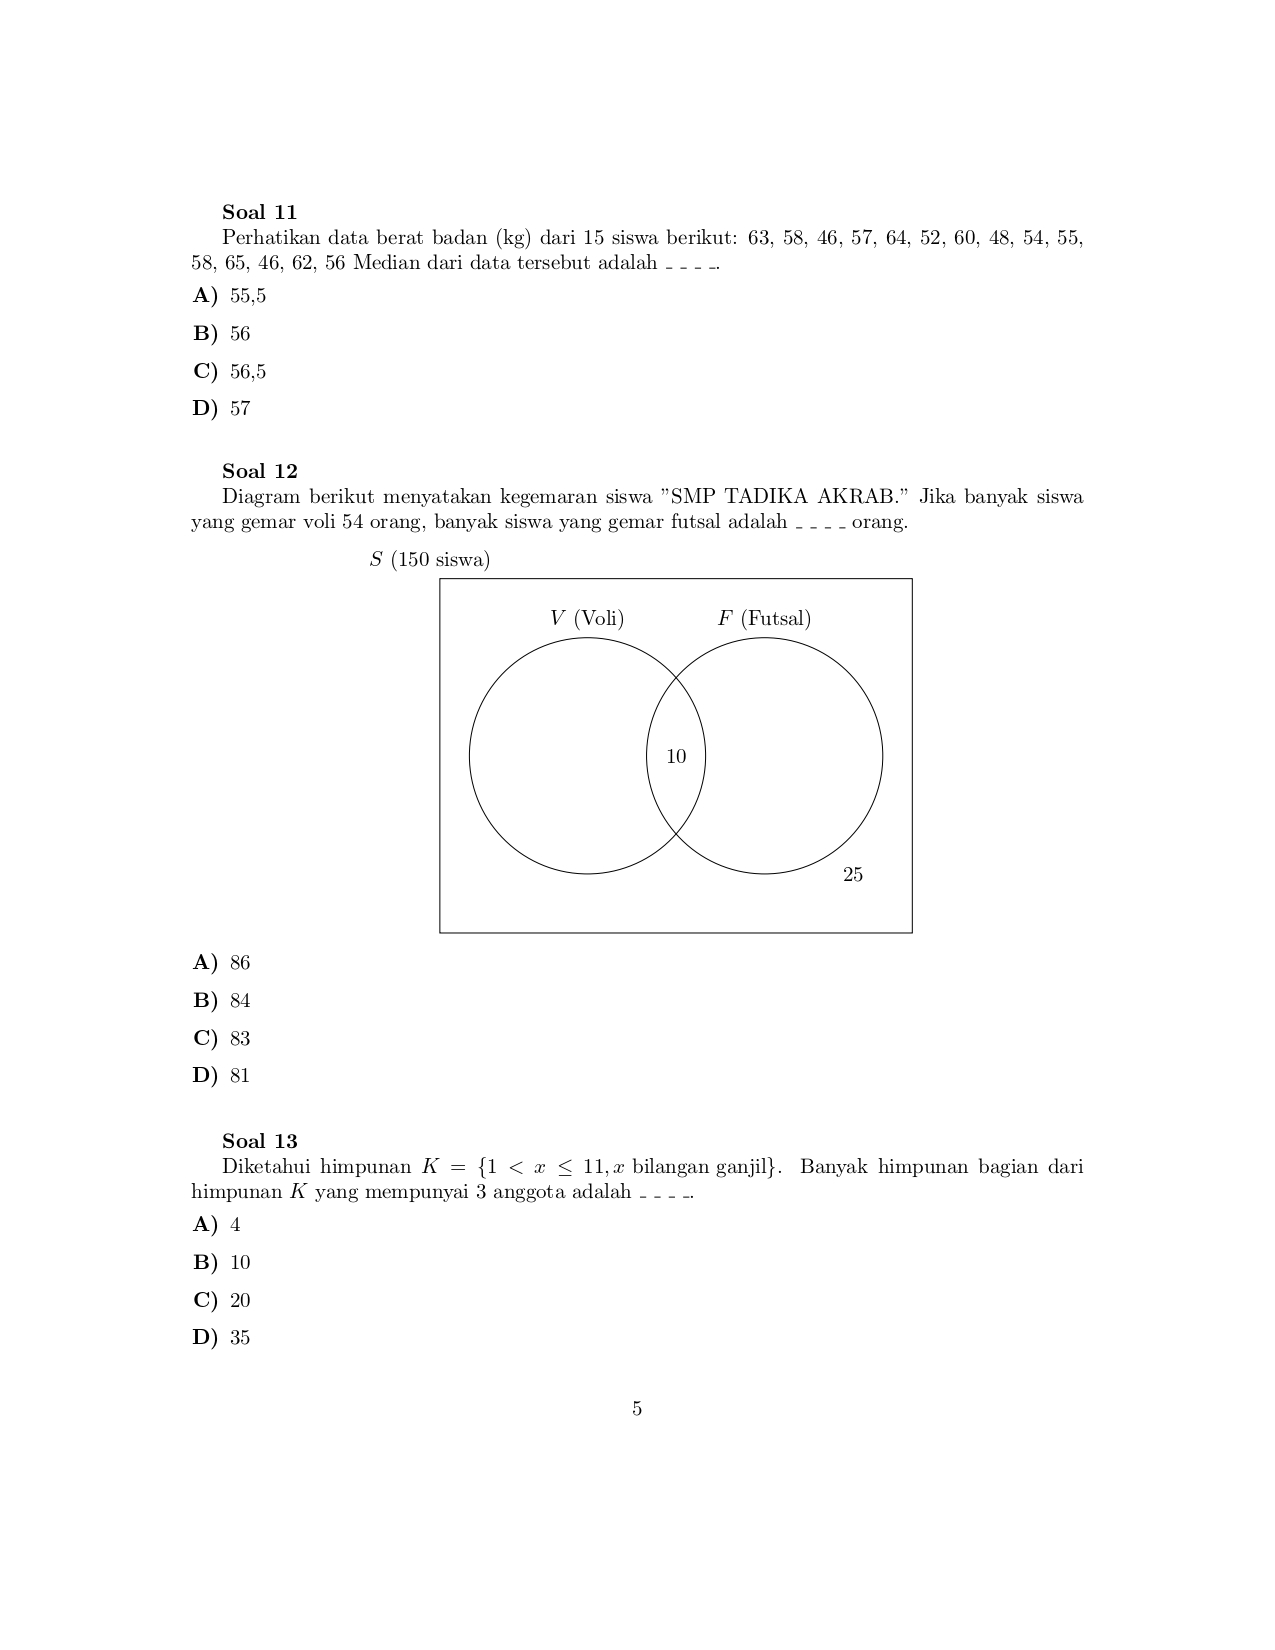 Soal 11
Perhatikan data berat badan (kg) dari 15 siswa berikut: 63, 58, 46, 57, 64, 52, 60, 48, 54, 55,
58, 65, 46, 62, 56 Median dari data tersebut adalah _ _ _ _.
A) 55,5
B) 56
C) 56,5
D) 57
Soal 12
Diagram berikut menyatakan kegemaran siswa ”SMP TADIKA AKRAB.” Jika banyak siswa
yang gemar voli 54 orang, banyak siswa yang gemar futsal adalah _ _ _ _ orang.
S (150 siswa)
V (Voli) F (Futsal)
10
25
A) 86
B) 84
C) 83
D) 81
Soal 13
Diketahui himpunan K = {1 < x ≤ 11, x bilangan ganjil}. Banyak himpunan bagian dari
himpunan K yang mempunyai 3 anggota adalah _ _ _ _.
A) 4
B) 10
C) 20
D) 35
5